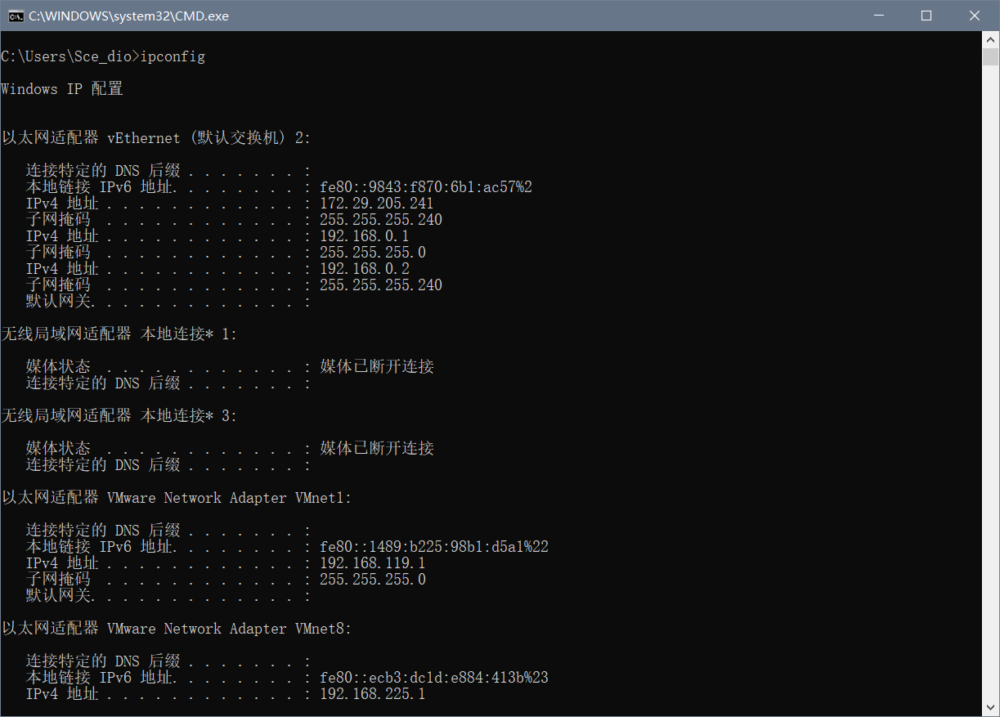 C:\WINDOWS\system32\CMD.exe
C:\Users\Sce_dio>ipconfig
Windows IP 配置
以太网适配器 vEthernet (默认交换机) 2:
连接特定的 DNS 后缀 . . . . . . . :
本地链接 IPv6 地址. . . . . . . . : fe80::9843:f870:6b1:ac57%2
IPv4 地址 . . . . . . . . . . . . : 172.29.205.241
子网掩码  . . . . . . . . . . . . : 255.255.255.240
IPv4 地址 . . . . . . . . . . . . : 192.168.0.1
子网掩码  . . . . . . . . . . . . : 255.255.255.0
IPv4 地址 . . . . . . . . . . . . : 192.168.0.2
子网掩码  . . . . . . . . . . . . : 255.255.255.240
默认网关. . . . . . . . . . . . . :
无线局域网适配器 本地连接* 1:
媒体状态  . . . . . . . . . . . . : 媒体已断开连接
连接特定的 DNS 后缀 . . . . . . . :
无线局域网适配器 本地连接* 3:
媒体状态  . . . . . . . . . . . . : 媒体已断开连接
连接特定的 DNS 后缀 . . . . . . . :
以太网适配器 VMware Network Adapter VMnet1:
连接特定的 DNS 后缀 . . . . . . . :
本地链接 IPv6 地址. . . . . . . . : fe80::1489:b225:98b1:d5a1%22
IPv4 地址 . . . . . . . . . . . . : 192.168.119.1
子网掩码  . . . . . . . . . . . . : 255.255.255.0
默认网关. . . . . . . . . . . . . :
以太网适配器 VMware Network Adapter VMnet8:
连接特定的 DNS 后缀 . . . . . . . :
本地链接 IPv6 地址. . . . . . . . : fe80::ecb3:dc1d:e884:413b%23
IPv4 地址 . . . . . . . . . . . . : 192.168.225.1